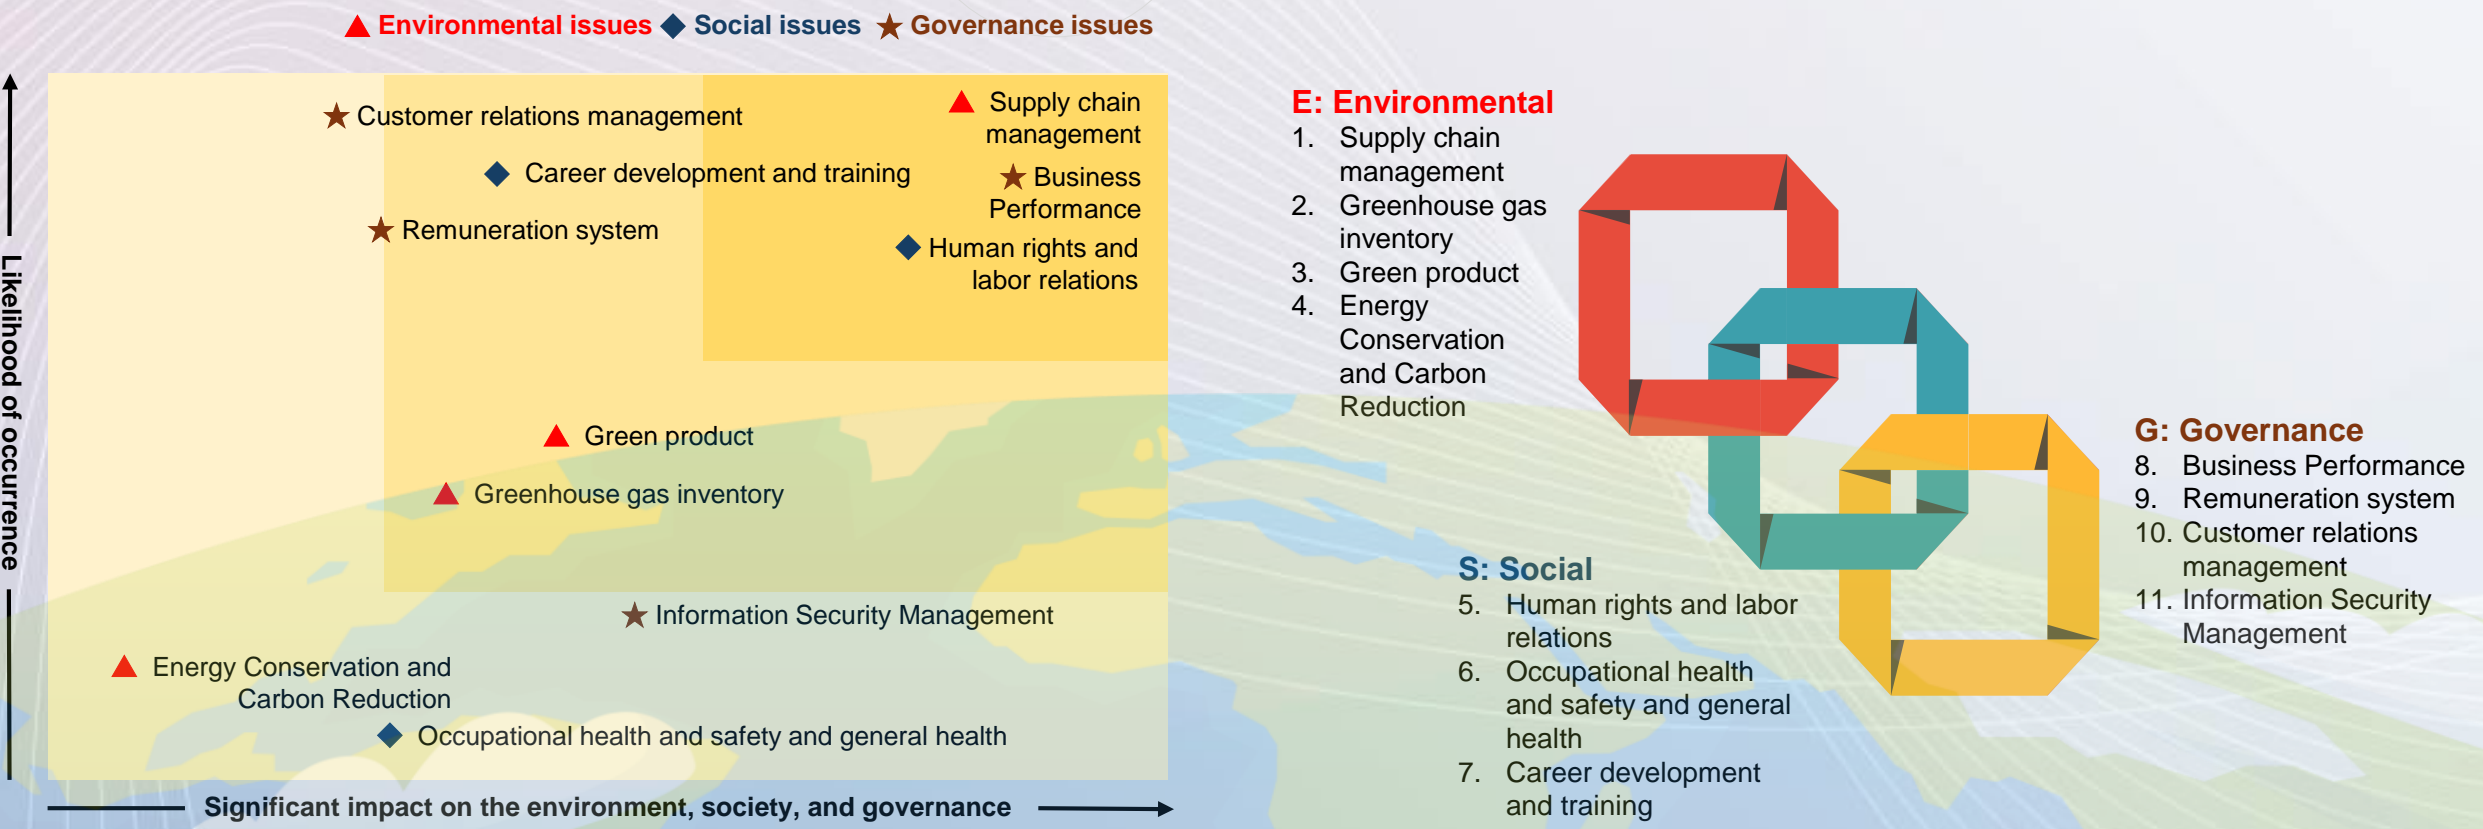 Environmental issues Social issues Governance issues
Likelihood of occurrence
Customer relations management
Supply chain
management
Career development and training
Business
Performance
Remuneration system
Human rights and
labor relations
Green product
Greenhouse gas inventory
Information Security Management
Energy Conservation and
Carbon Reduction
Occupational health and safety and general health
Significant impact on the environment, society, and governance
E: Environmental
1. Supply chain
management
2. Greenhouse gas
inventory
3. Green product
4. Energy
Conservation
and Carbon
Reduction
S: Social
5. Human rights and labor
relations
6. Occupational health
and safety and general
health
7. Career development
and training
G: Governance
8. Business Performance
9. Remuneration system
10. Customer relations
management
11. Information Security
Management